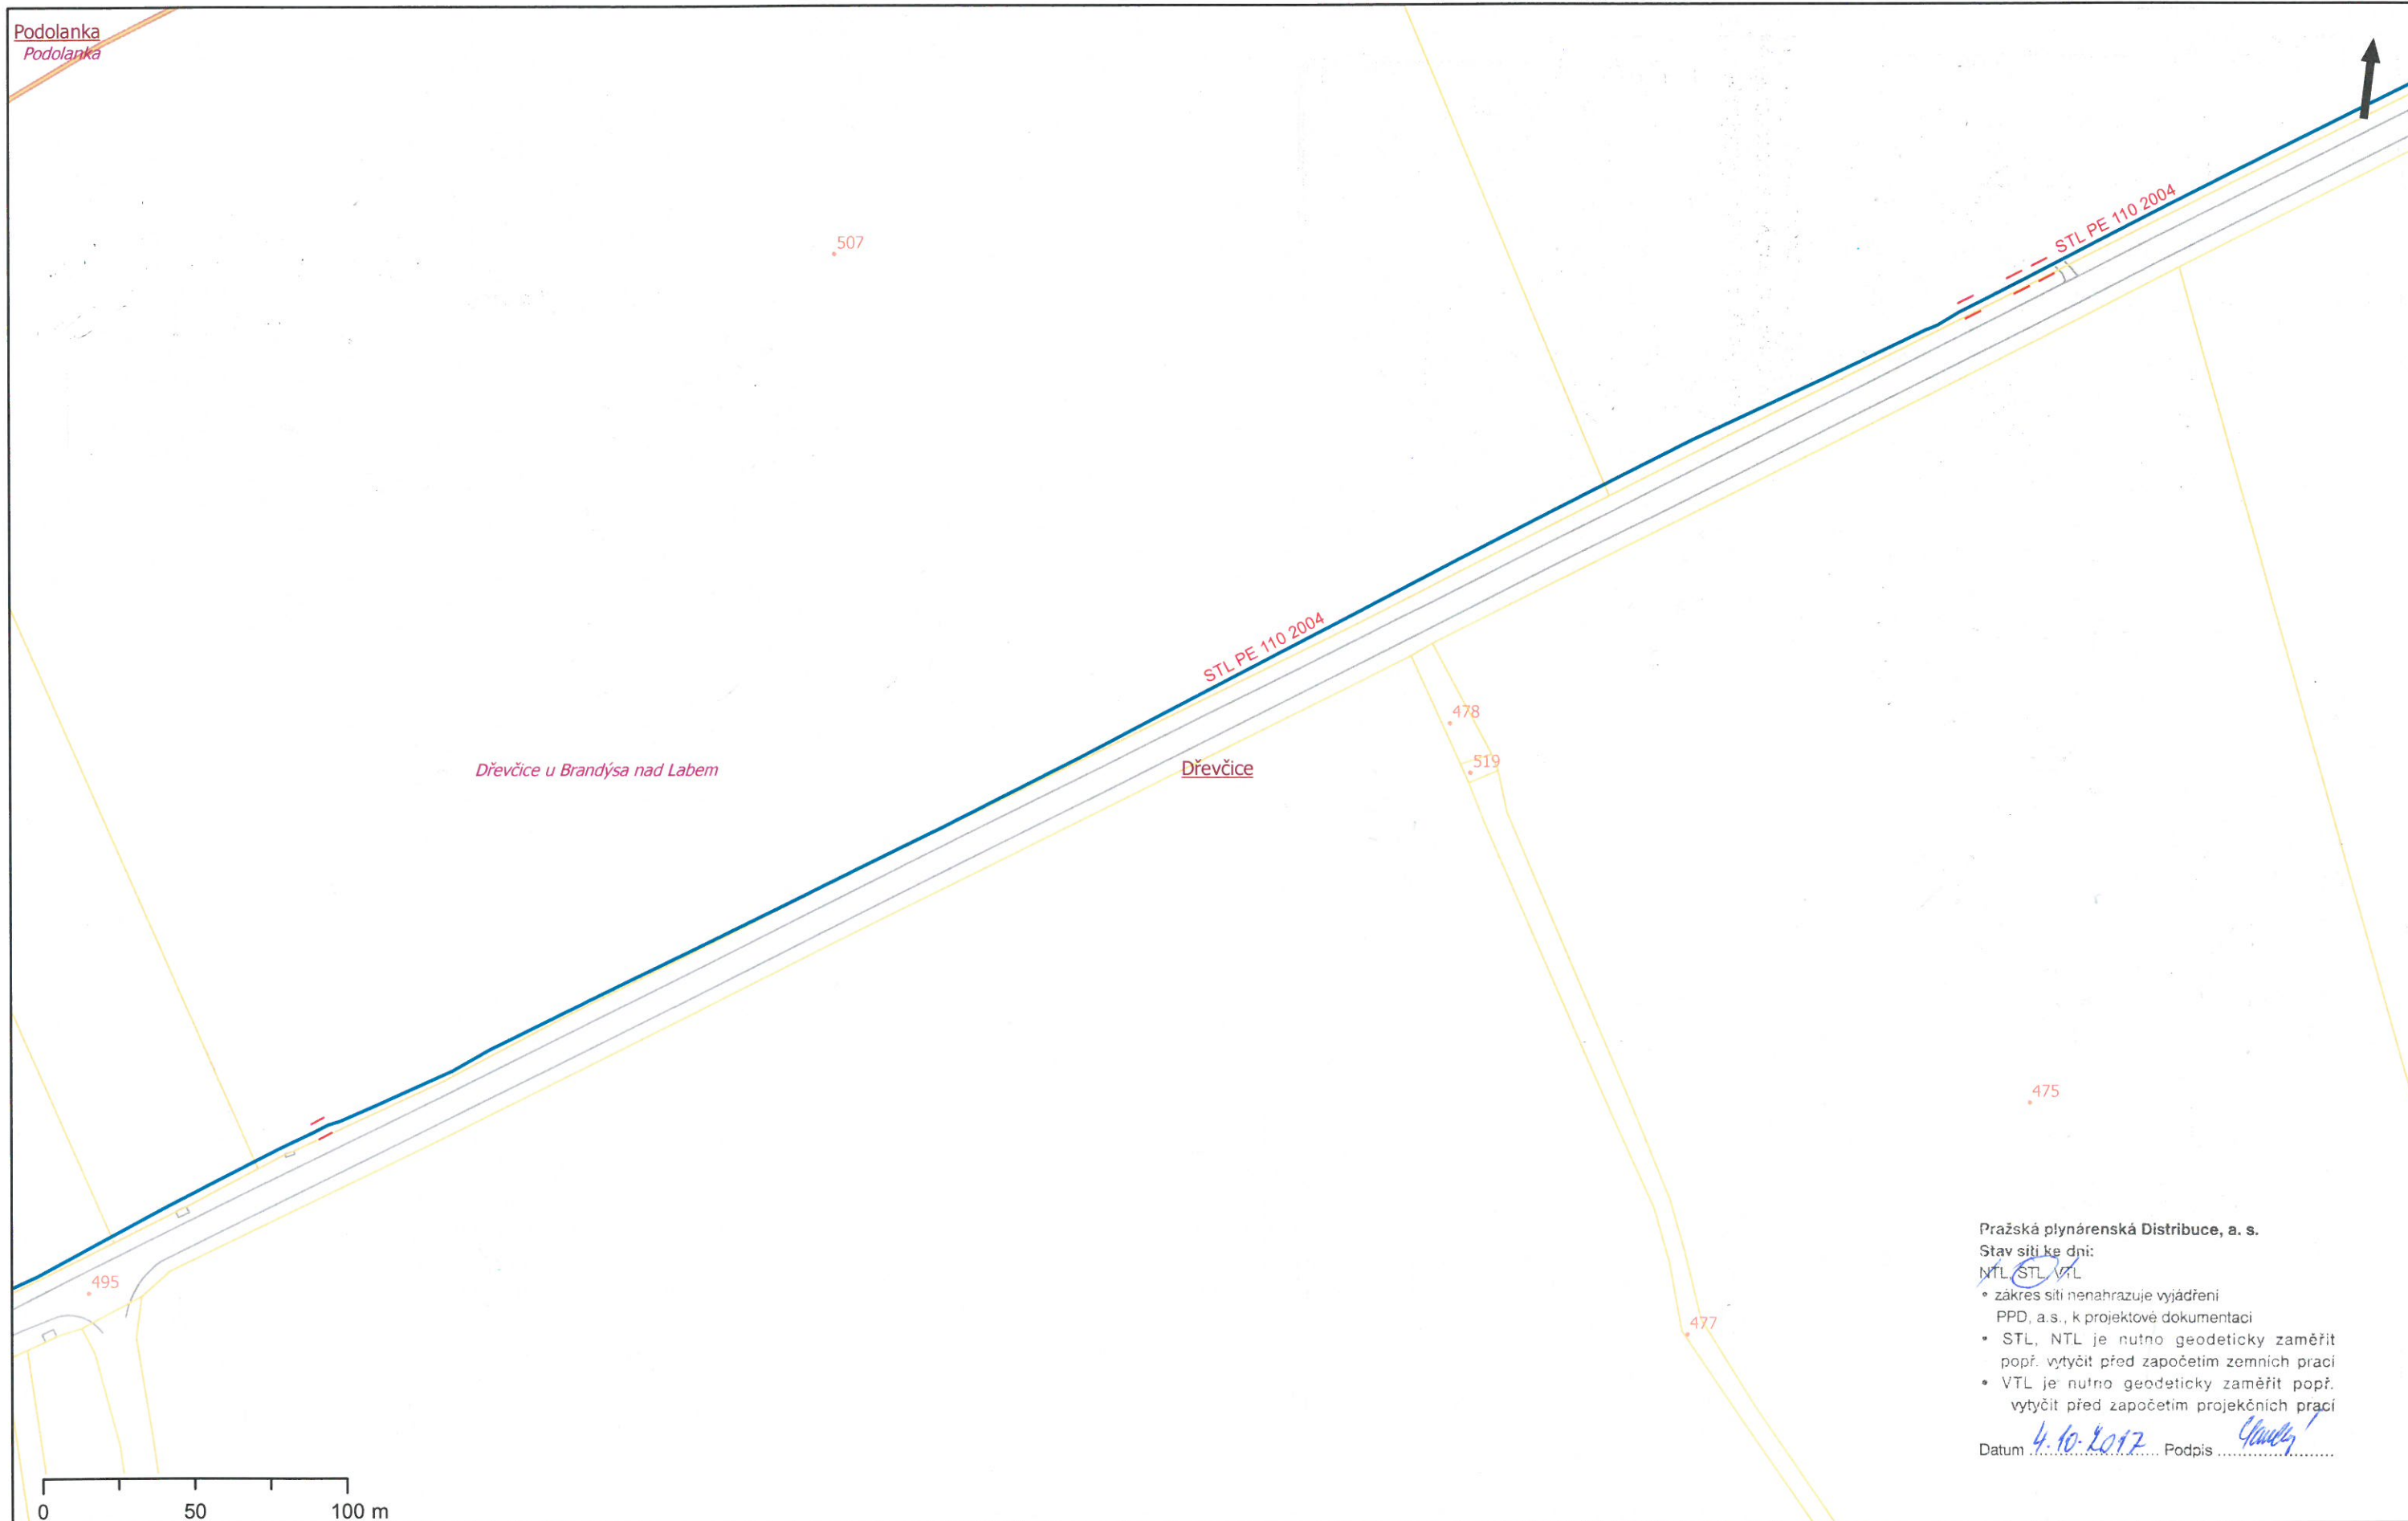 Podolanka
Podolanka
507
STL PE 110 2004
STL PE 110 2004
478
519
Dřevčice u Brandýsa nad Labem
Dřevčice
475
495
477
Pražská plynárenská Distribuce, a. s.
Stav sítí ke dni:
NTL, STL, VTL
• zákres sítí nenahrazuje vyjádření
PPD, a.s., k projektové dokumentaci
• STL, NTL je nutno geodeticky zaměřit
popř. vytyčit před započetím zemních prací
• VTL je nutno geodeticky zaměřit popř.
vytyčit před započetím projekčních prací
Datum 4.10.2017 Podpis
0 50 100 m